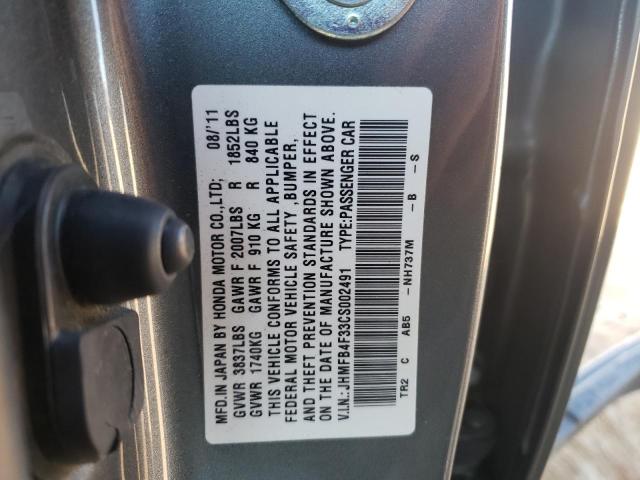 MFD.IN JAPAN BY HONDA MOTOR CO.,LTD; 08/'11
GVWR 3837LBS GAWR F 2007LBS R 1852LBS
GVWR 1740KG GAWR F 910 KG R 840 KG
THIS VEHICLE CONFORMS TO ALL APPLICABLE
FEDERAL MOTOR VEHICLE SAFETY ,BUMPER,
AND THEFT PREVENTION STANDARDS IN EFFECT
ON THE DATE OF MANUFACTURE SHOWN ABOVE.
V.I.N.: JHMFB4F33CS002491 TYPE:PASSENGER CAR
TR2 C AB5 -NH737M -B -S